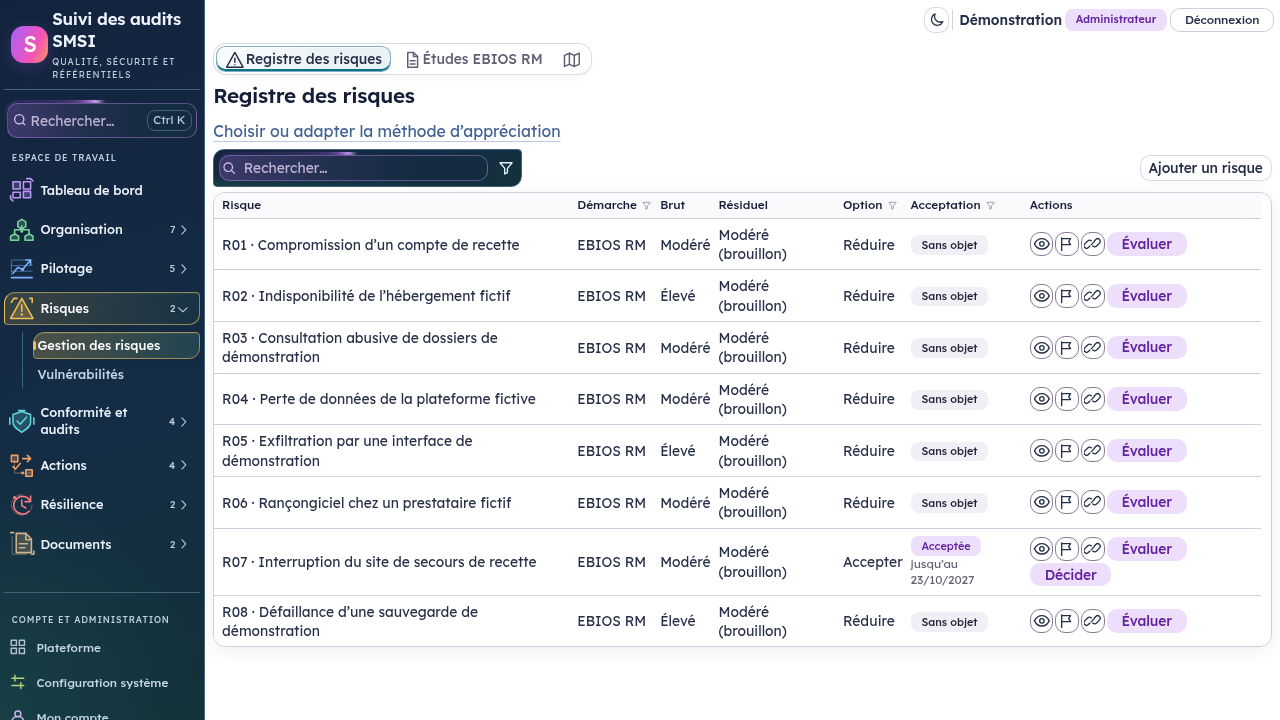 S
Suivi des audits
SMSI
QUALITÉ, SÉCURITÉ ET
RÉFÉRENTIELS
Rechercher… Ctrl K
ESPACE DE TRAVAIL
Tableau de bord
Organisation 7
Pilotage 5
Risques 2
Gestion des risques
Vulnérabilités
Conformité et
audits 4
Actions 4
Résilience 2
Documents 2
COMPTE ET ADMINISTRATION
Plateforme
Configuration système
Mon compte
Démonstration Administrateur Déconnexion
Registre des risques Études EBIOS RM
Registre des risques
Choisir ou adapter la méthode d’appréciation
Rechercher… Ajouter un risque
Risque Démarche Brut Résiduel Option Acceptation Actions
R01 · Compromission d’un compte de recette EBIOS RM Modéré Modéré
(brouillon) Réduire Sans objet Évaluer
R02 · Indisponibilité de l’hébergement fictif EBIOS RM Élevé Modéré
(brouillon) Réduire Sans objet Évaluer
R03 · Consultation abusive de dossiers de
démonstration EBIOS RM Modéré Modéré
(brouillon) Réduire Sans objet Évaluer
R04 · Perte de données de la plateforme fictive EBIOS RM Modéré Modéré
(brouillon) Réduire Sans objet Évaluer
R05 · Exfiltration par une interface de
démonstration EBIOS RM Élevé Modéré
(brouillon) Réduire Sans objet Évaluer
R06 · Rançongiciel chez un prestataire fictif EBIOS RM Modéré Modéré
(brouillon) Réduire Sans objet Évaluer
R07 · Interruption du site de secours de recette EBIOS RM Modéré Modéré
(brouillon) Accepter Acceptée
jusqu’au
23/10/2027 Évaluer
Décider
R08 · Défaillance d’une sauvegarde de
démonstration EBIOS RM Élevé Modéré
(brouillon) Réduire Sans objet Évaluer